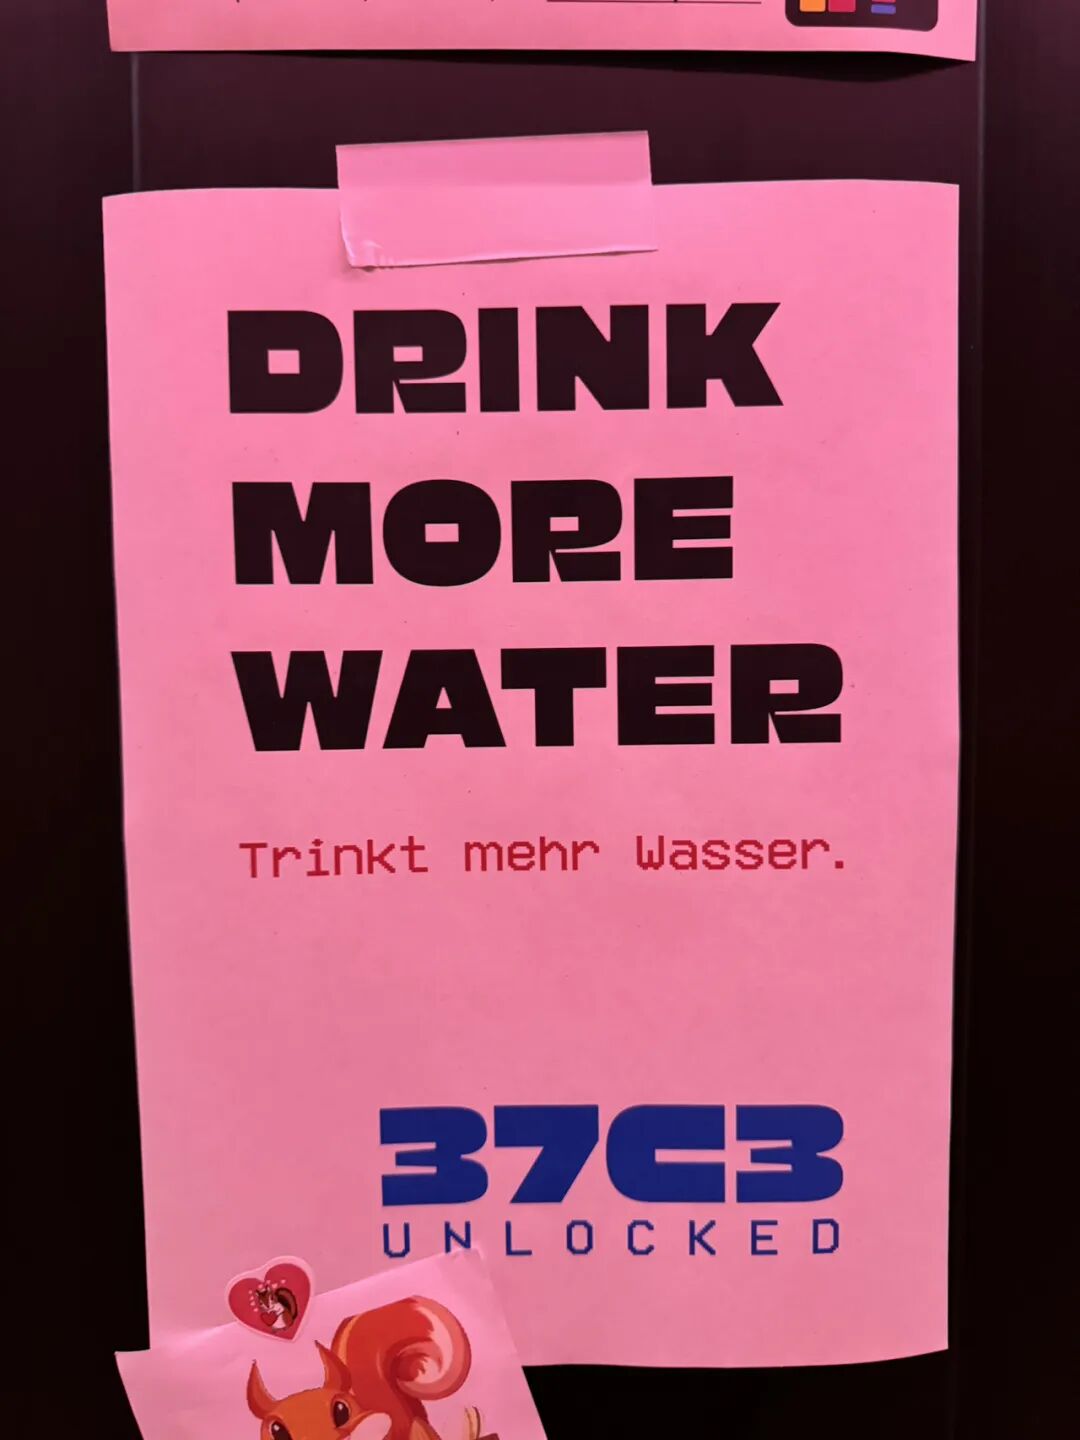 DRINK
MORE
WATER
Trinkt mehr Wasser.
37C3
UNLOCKED